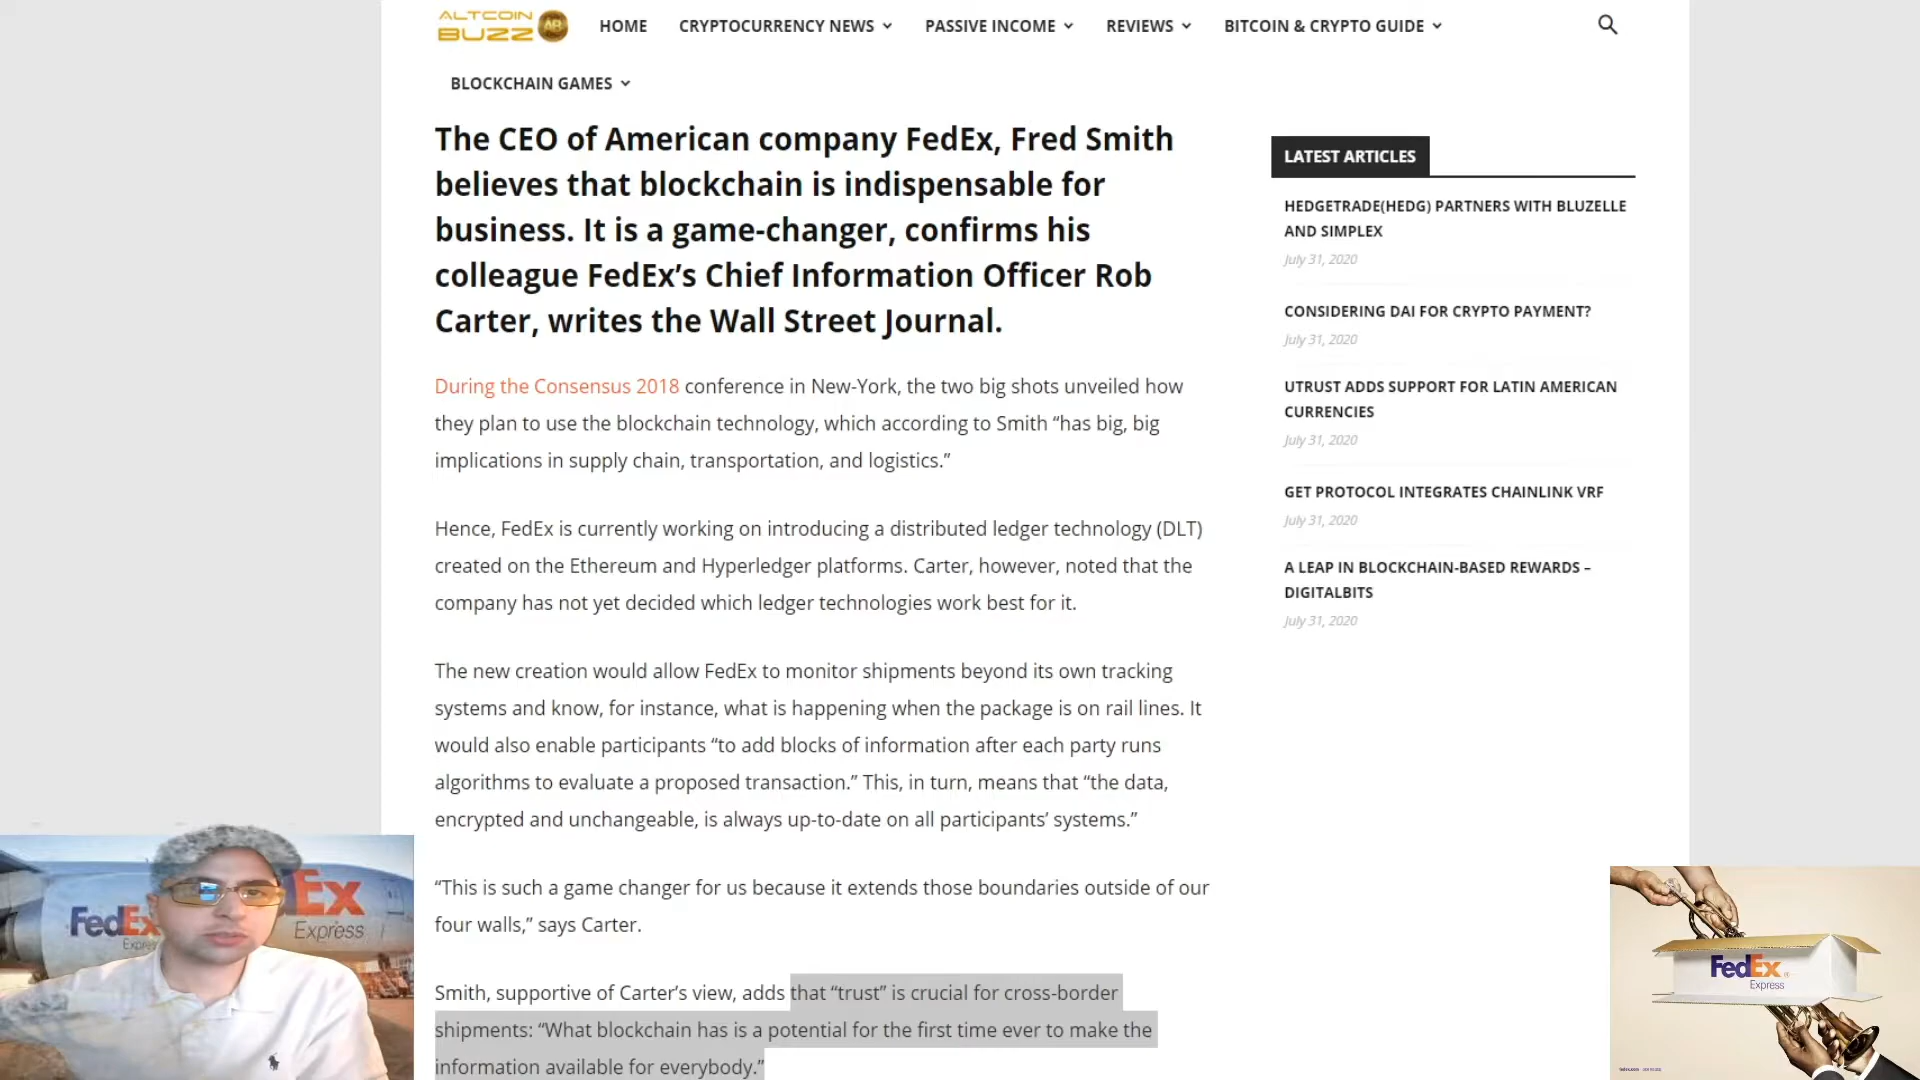 ALTCOIN
BUZZ
AB
HOME
CRYPTOCURRENCY NEWS
PASSIVE INCOME
REVIEWS
BITCOIN & CRYPTO GUIDE
BLOCKCHAIN GAMES
The CEO of American company FedEx, Fred Smith
believes that blockchain is indispensable for
business. It is a game-changer, confirms his
colleague FedEx’s Chief Information Officer Rob
Carter, writes the Wall Street Journal.
During the Consensus 2018 conference in New-York, the two big shots unveiled how
they plan to use the blockchain technology, which according to Smith “has big, big
implications in supply chain, transportation, and logistics.”
Hence, FedEx is currently working on introducing a distributed ledger technology (DLT)
created on the Ethereum and Hyperledger platforms. Carter, however, noted that the
company has not yet decided which ledger technologies work best for it.
The new creation would allow FedEx to monitor shipments beyond its own tracking
systems and know, for instance, what is happening when the package is on rail lines. It
would also enable participants “to add blocks of information after each party runs
algorithms to evaluate a proposed transaction.” This, in turn, means that “the data,
encrypted and unchangeable, is always up-to-date on all participants’ systems.”
“This is such a game changer for us because it extends those boundaries outside of our
four walls,” says Carter.
Smith, supportive of Carter’s view, adds that “trust” is crucial for cross-border
shipments: “What blockchain has is a potential for the first time ever to make the
information available for everybody.”
LATEST ARTICLES
HEDGETRADE(HEDG) PARTNERS WITH BLUZELLE
AND SIMPLEX
July 31, 2020
CONSIDERING DAI FOR CRYPTO PAYMENT?
July 31, 2020
UTRUST ADDS SUPPORT FOR LATIN AMERICAN
CURRENCIES
July 31, 2020
GET PROTOCOL INTEGRATES CHAINLINK VRF
July 31, 2020
A LEAP IN BLOCKCHAIN-BASED REWARDS –
DIGITALBITS
July 31, 2020
FedEx
Express
Ex
Express
FedEx
Express